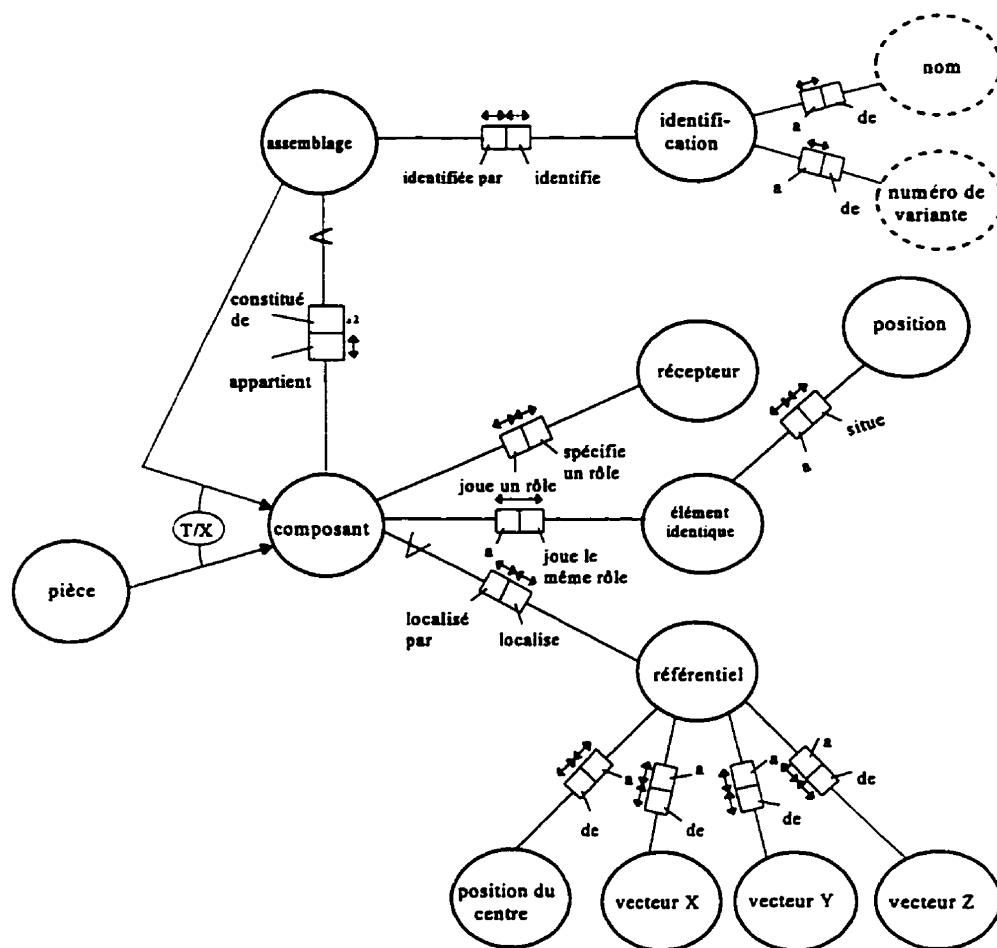 nom
a
de
assemblage
identifi-
cation
identifiée par
identifie
a
de
numéro de
variante
constitué
de
appartient
position
récepteur
spécifie
un rôle
joue un rôle
a
situe
T/X
composant
élément
identique
a
joue le
même rôle
pièce
localisé
par
localise
référentiel
a
de
a
de
a
de
a
de
position du
centre
vecteur X
vecteur Y
vecteur Z